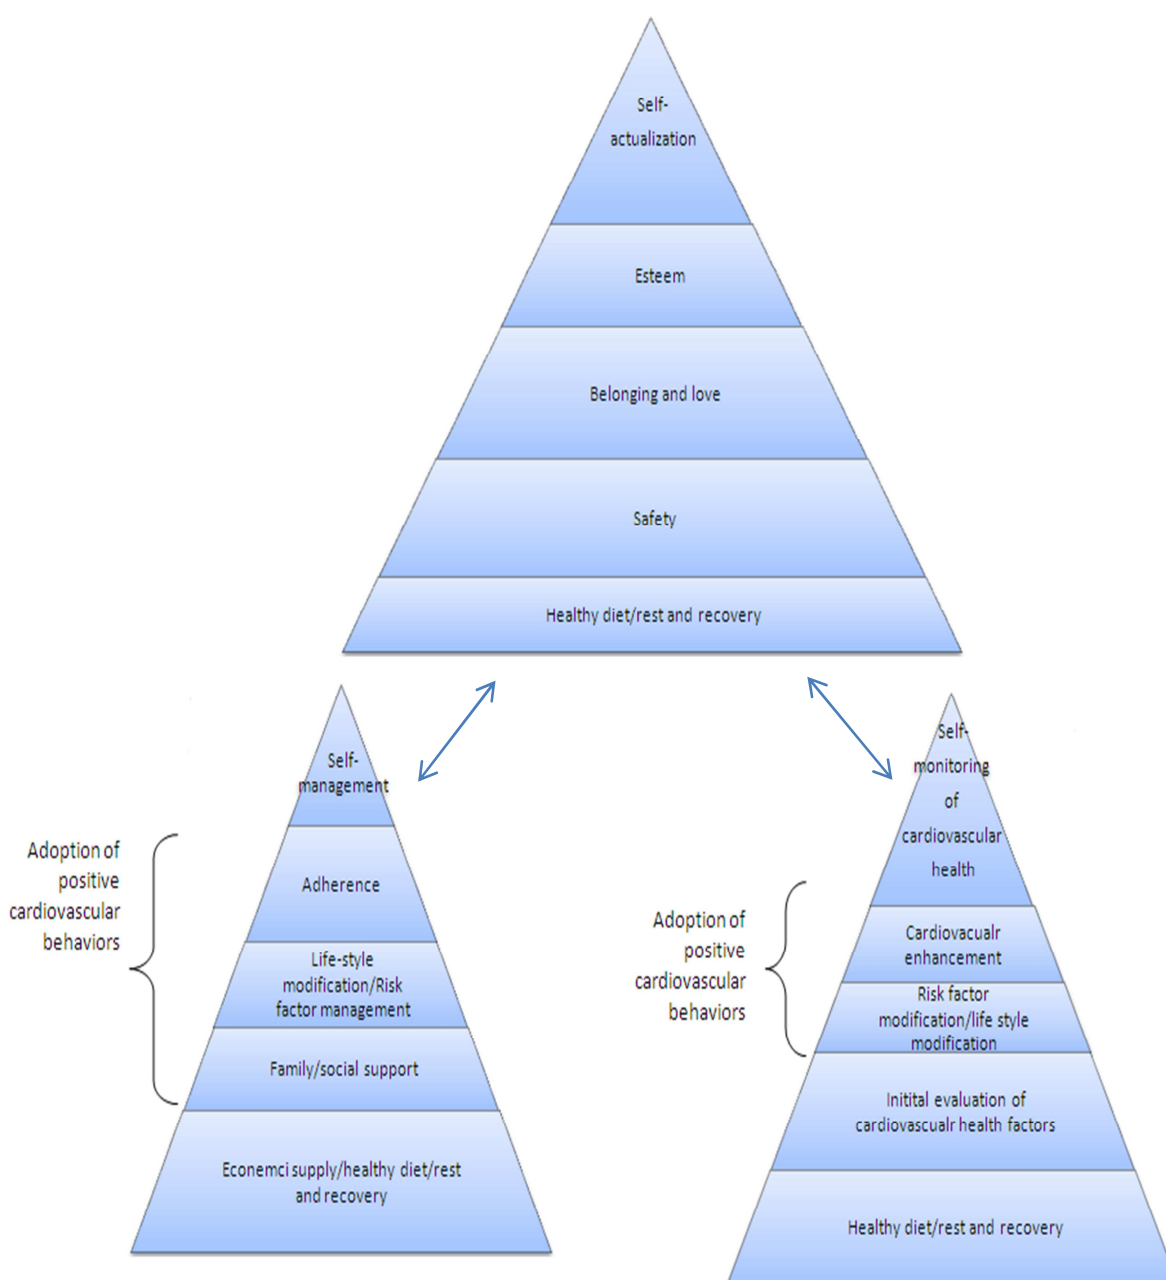 Self-
actualization
Esteem
Belonging and love
Safety
Healthy diet/rest and recovery
Self-
management
Adherence
Life-style
modification/Risk
factor management
Family/social support
Econemci supply/healthy diet/rest
and recovery
Adoption of
positive
cardiovascular
behaviors
Self-
monitoring
of
cardiovascular
health
Cardiovacualr
enhancement
Risk factor
modification/life style
modification
Initital evaluation of
cardiovascualr health factors
Healthy diet/rest and recovery
Adoption of
positive
cardiovascular
behaviors